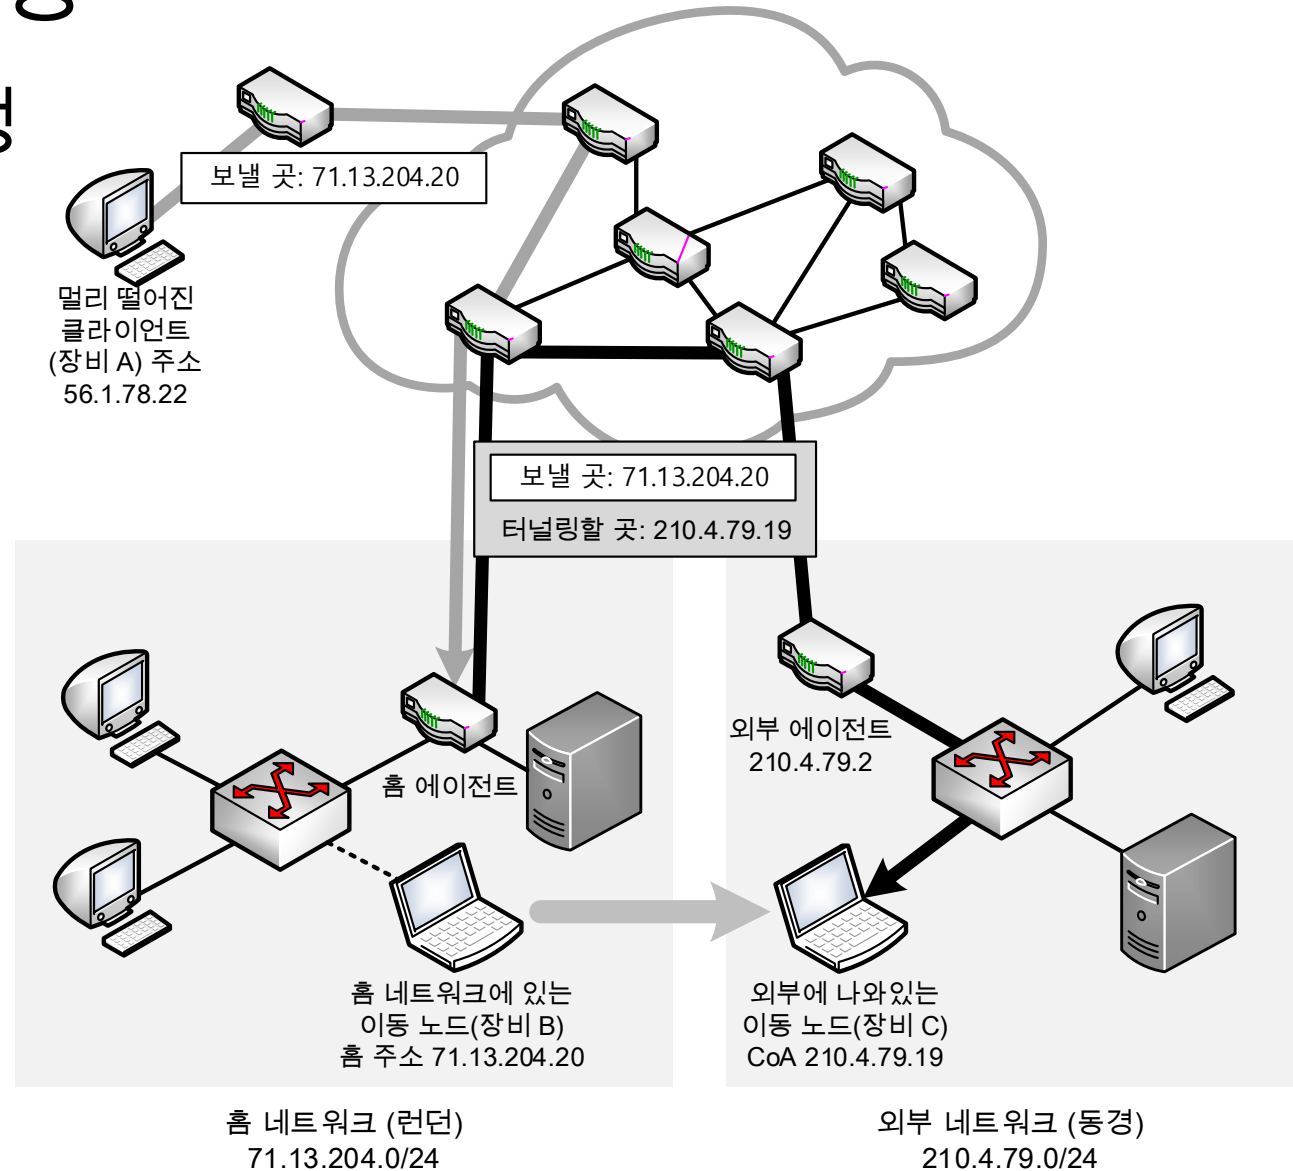 보낼 곳: 71.13.204.20
멀리 떨어진
클라이언트
(장비 A) 주소
56.1.78.22
보낼 곳: 71.13.204.20
터널링할 곳: 210.4.79.19
홈 에이전트
외부 에이전트
210.4.79.2
홈 네트워크에 있는
이동 노드(장비 B)
홈 주소 71.13.204.20
외부에 나와있는
이동 노드(장비 C)
CoA 210.4.79.19
홈 네트워크 (런던)
71.13.204.0/24
외부 네트워크 (동경)
210.4.79.0/24